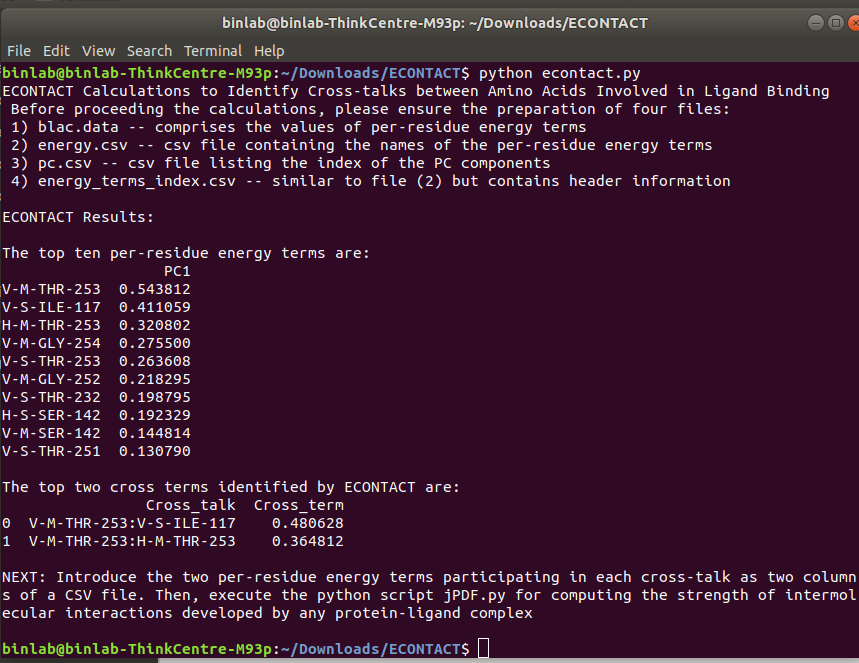 binlab@binlab-ThinkCentre-M93p: ~/Downloads/ECONTACT
File Edit View Search Terminal Help
binlab@binlab-ThinkCentre-M93p:~/Downloads/ECONTACT$ python econtact.py
ECONTACT Calculations to Identify Cross-talks between Amino Acids Involved in Ligand Binding
Before proceeding the calculations, please ensure the preparation of four files:
1) blac.data -- comprises the values of per-residue energy terms
2) energy.csv -- csv file containing the names of the per-residue energy terms
3) pc.csv -- csv file listing the index of the PC components
4) energy_terms_index.csv -- similar to file (2) but contains header information
ECONTACT Results:
The top ten per-residue energy terms are:
PC1
V-M-THR-253 0.543812
V-S-ILE-117 0.411059
H-M-THR-253 0.320802
V-M-GLY-254 0.275500
V-S-THR-253 0.263608
V-M-GLY-252 0.218295
V-S-THR-232 0.198795
H-S-SER-142 0.192329
V-M-SER-142 0.144814
V-S-THR-251 0.130790
The top two cross terms identified by ECONTACT are:
Cross_talk Cross_term
0 V-M-THR-253:V-S-ILE-117 0.480628
1 V-M-THR-253:H-M-THR-253 0.364812
NEXT: Introduce the two per-residue energy terms participating in each cross-talk as two column
s of a CSV file. Then, execute the python script jPDF.py for computing the strength of intermol
ecular interactions developed by any protein-ligand complex
binlab@binlab-ThinkCentre-M93p:~/Downloads/ECONTACT$